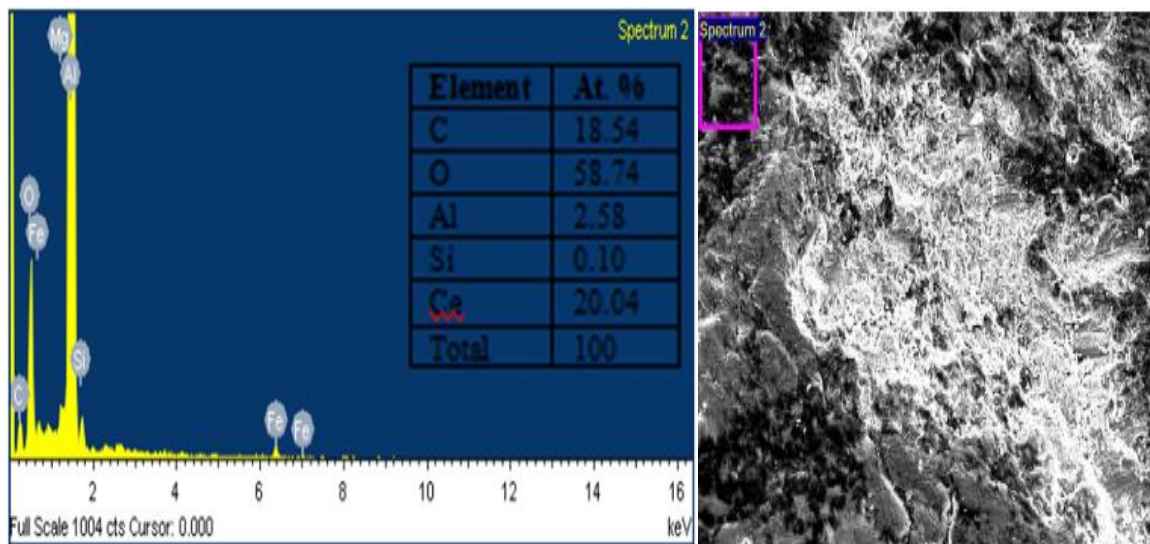 Spectrum 2
Mg
Al
O
Fe
Si
C
Fe
Fe
Element At. %
C 18.54
O 58.74
Al 2.58
Si 0.10
Ce 20.04
Total 100
2 4 6 8 10 12 14 16
Full Scale 1004 cts Cursor: 0.000 keV
Spectrum 2